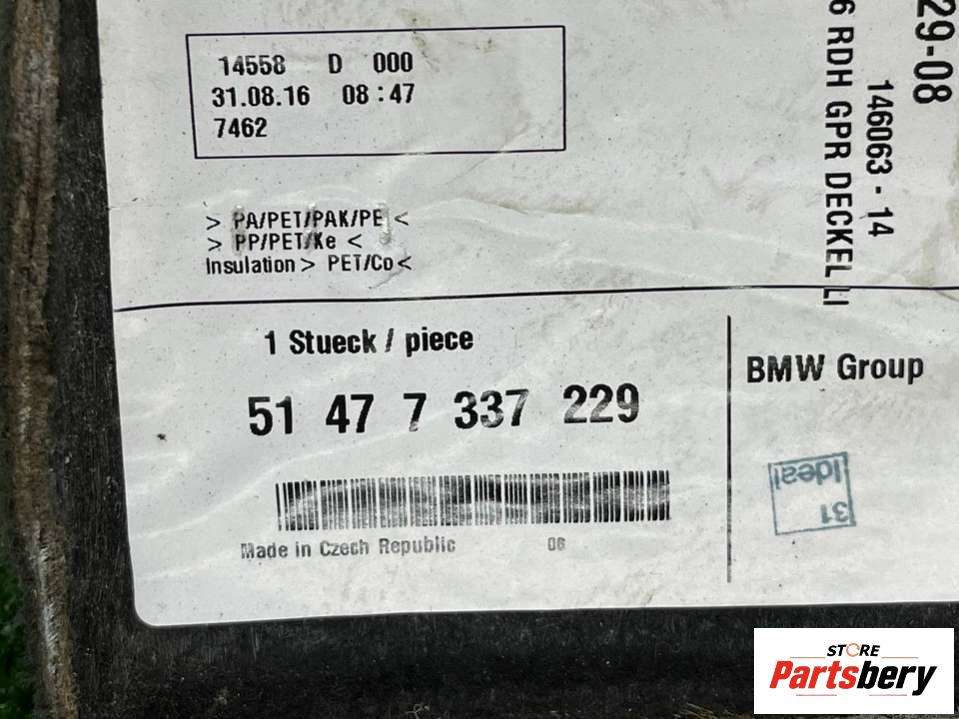 14558 D 000
31.08.16 08:47
7462
> PA/PET/PAK/PE <
> PP/PET/Ke <
Insulation > PET/Co <
1 Stueck / piece
51 47 7 337 229
Made in Czech Republic 06
BMW Group
Ideal
31
29-08
146063 - 14
6 RDH GPR DECKEL LI
STORE
Partsbery